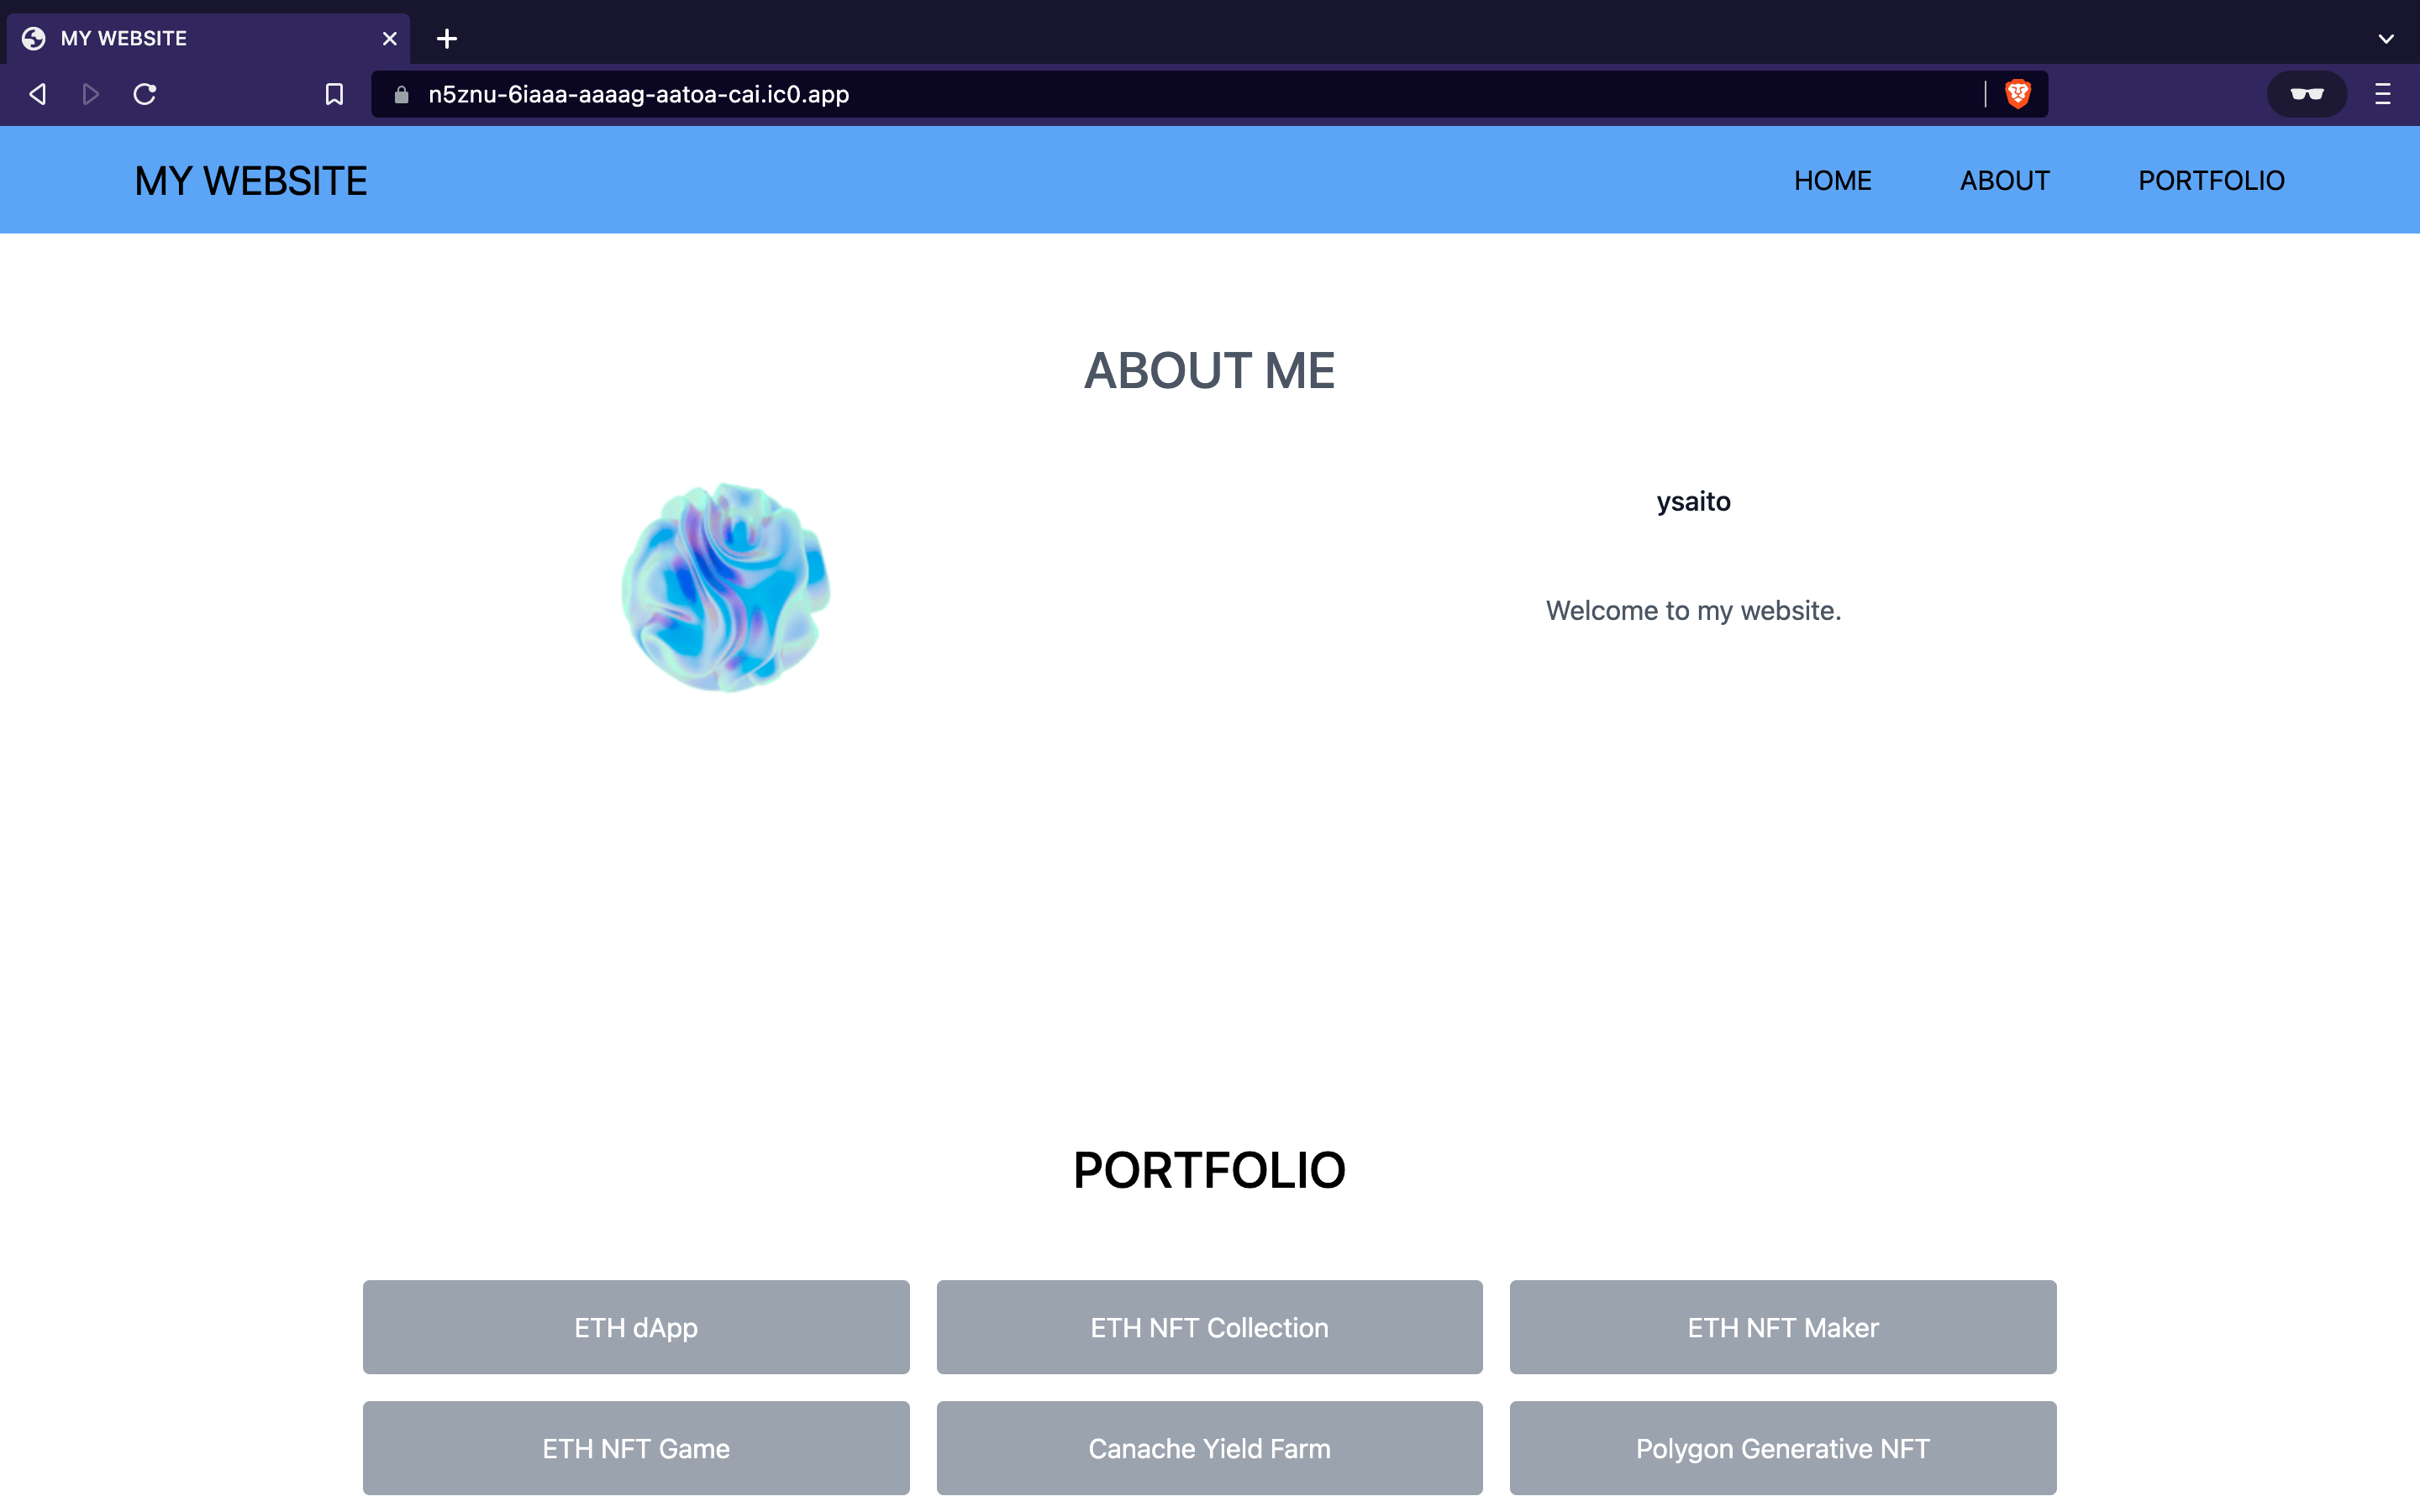 MY WEBSITE
n5znu-6iaaa-aaaag-aatoa-cai.ic0.app
MY WEBSITE HOME ABOUT PORTFOLIO
ABOUT ME
ysaito
Welcome to my website.
PORTFOLIO
ETH dApp ETH NFT Collection ETH NFT Maker
ETH NFT Game Canache Yield Farm Polygon Generative NFT